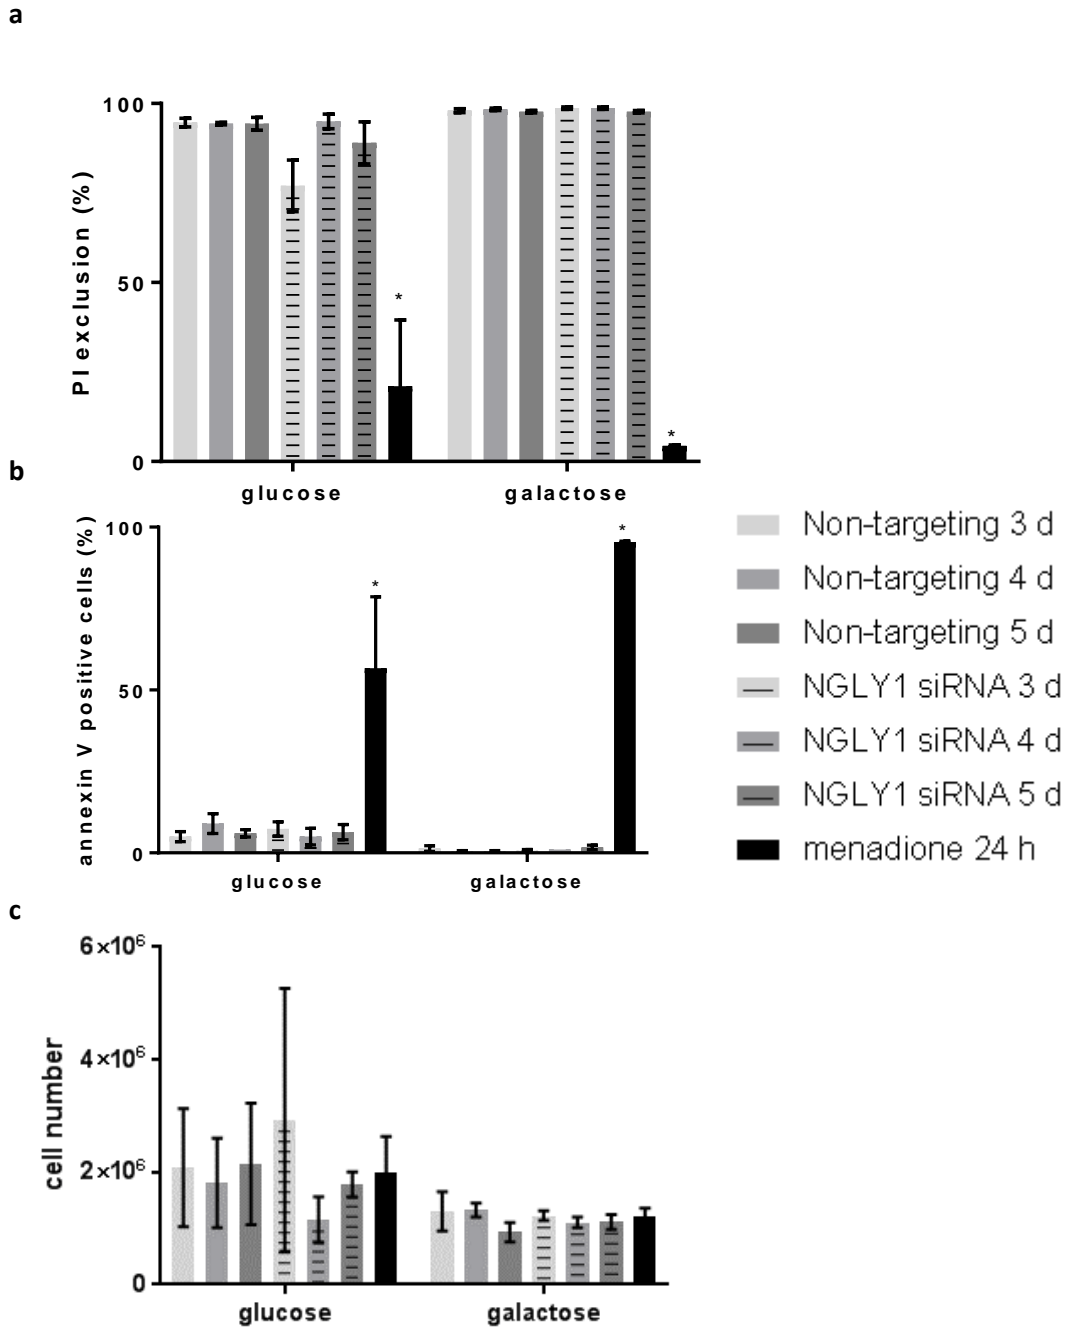 a
PI exclusion (%)
100
50
0
*
*
glucose
galactose
b
annexin V positive cells (%)
100
50
0
*
*
glucose
galactose
Non-targeting 3 d
Non-targeting 4 d
Non-targeting 5 d
NGLY1 siRNA 3 d
NGLY1 siRNA 4 d
NGLY1 siRNA 5 d
menadione 24 h
c
cell number
6×10⁶
4×10⁶
2×10⁶
0
glucose
galactose